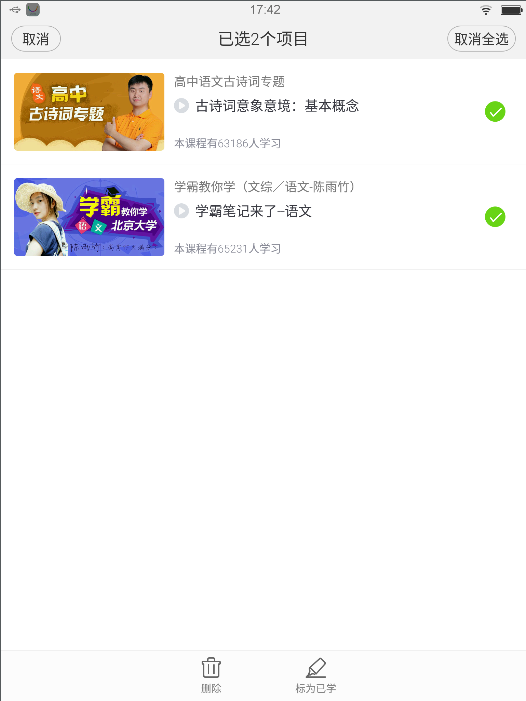 17:42
取消
已选2个项目
取消全选
语文
高中
古诗词专题
高中语文古诗词专题
古诗词意象意境：基本概念
本课程有63186人学习
学霸教你学
语文 北京大学
学霸教你学（文综／语文-陈雨竹）
学霸笔记来了–语文
本课程有65231人学习
删除
标为已学